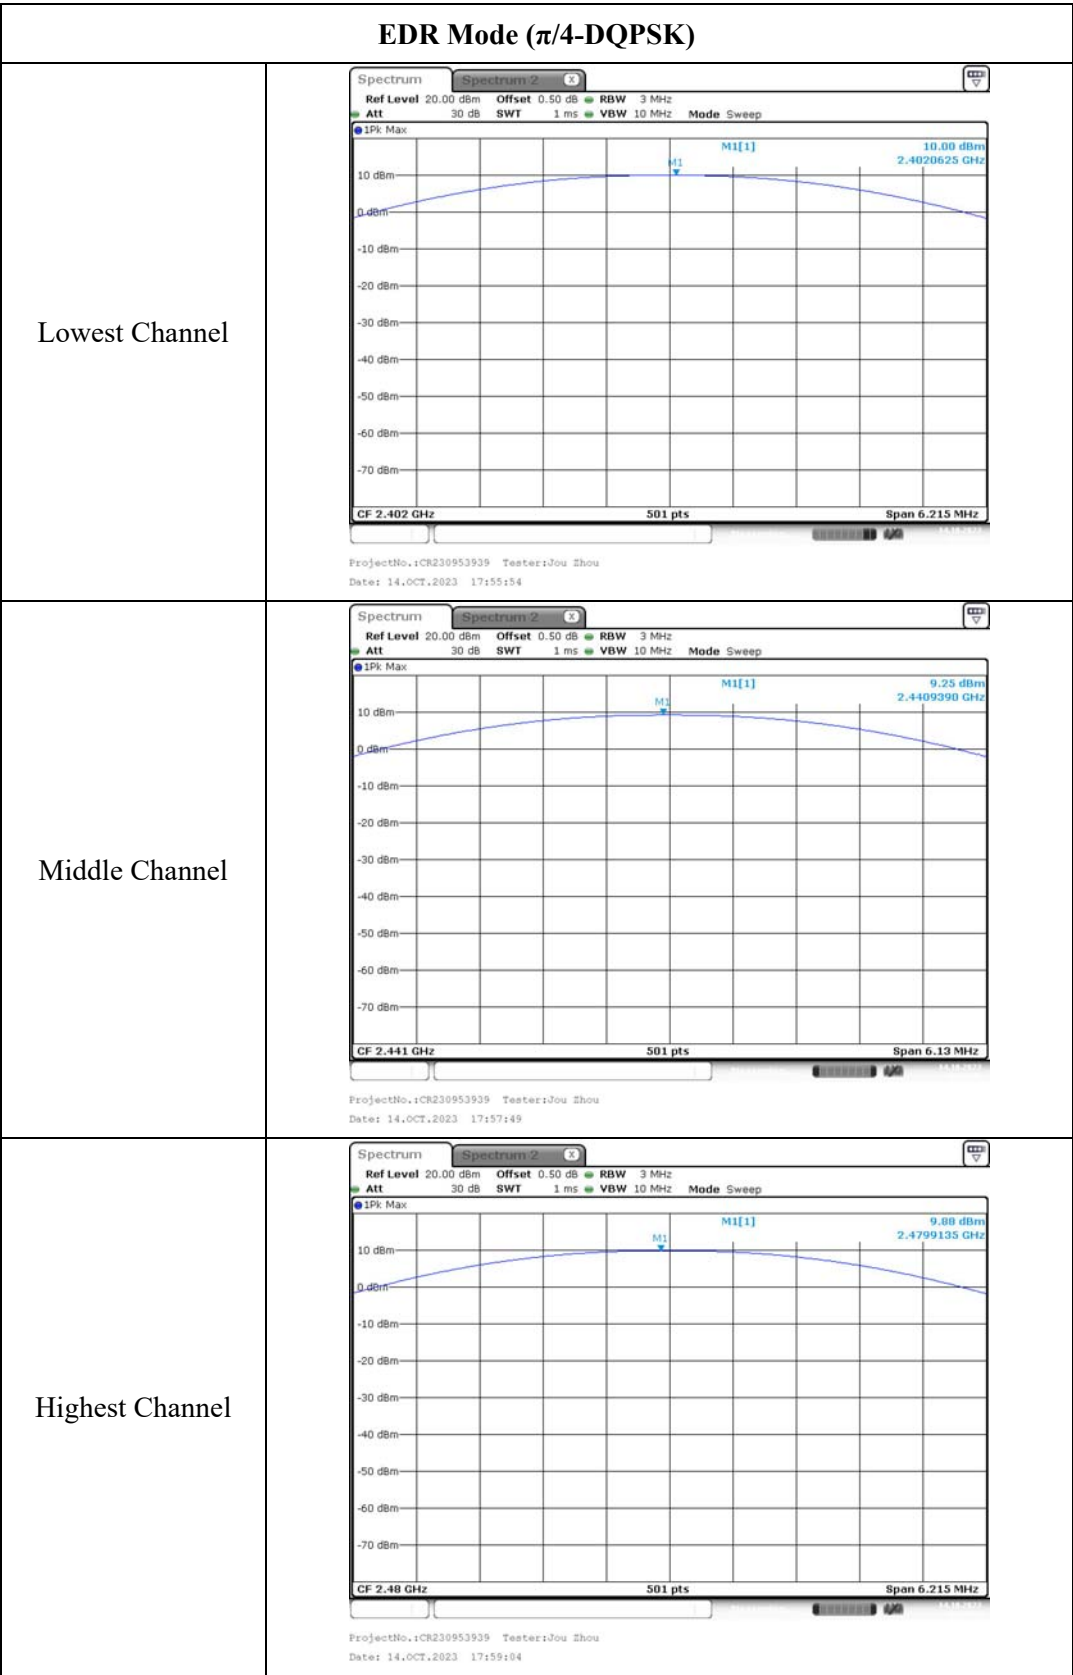 EDR Mode (π/4-DQPSK)
Lowest Channel
Spectrum Spectrum 2 X
Ref Level 20.00 dBm Offset 0.50 dB RBW 3 MHz
Att 30 dB SWT 1 ms VBW 10 MHz Mode Sweep
1Pk Max
M1[1] 10.00 dBm
2.4020625 GHz
M1
10 dBm
0 dBm
-10 dBm
-20 dBm
-30 dBm
-40 dBm
-50 dBm
-60 dBm
-70 dBm
CF 2.402 GHz 501 pts Span 6.215 MHz
ProjectNo.:CR230953939 Tester:Jou Zhou
Date: 14.OCT.2023 17:55:54
Middle Channel
Spectrum Spectrum 2 X
Ref Level 20.00 dBm Offset 0.50 dB RBW 3 MHz
Att 30 dB SWT 1 ms VBW 10 MHz Mode Sweep
1Pk Max
M1[1] 9.25 dBm
2.4409390 GHz
M1
10 dBm
0 dBm
-10 dBm
-20 dBm
-30 dBm
-40 dBm
-50 dBm
-60 dBm
-70 dBm
CF 2.441 GHz 501 pts Span 6.13 MHz
ProjectNo.:CR230953939 Tester:Jou Zhou
Date: 14.OCT.2023 17:57:49
Highest Channel
Spectrum Spectrum 2 X
Ref Level 20.00 dBm Offset 0.50 dB RBW 3 MHz
Att 30 dB SWT 1 ms VBW 10 MHz Mode Sweep
1Pk Max
M1[1] 9.88 dBm
2.4799135 GHz
M1
10 dBm
0 dBm
-10 dBm
-20 dBm
-30 dBm
-40 dBm
-50 dBm
-60 dBm
-70 dBm
CF 2.48 GHz 501 pts Span 6.215 MHz
ProjectNo.:CR230953939 Tester:Jou Zhou
Date: 14.OCT.2023 17:59:04